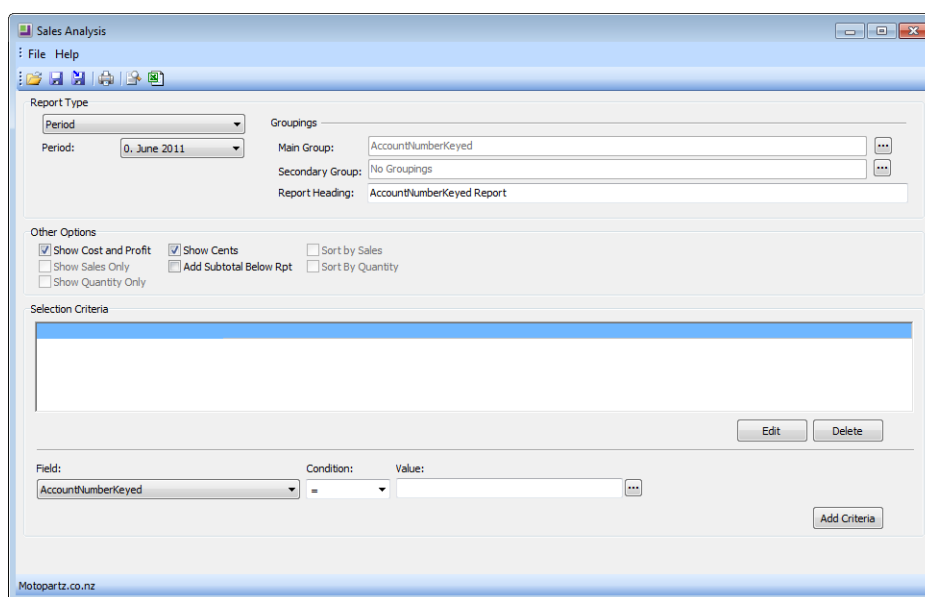 Sales Analysis
File Help
Report Type
Period
Groupings
Period: 0. June 2011
Main Group: AccountNumberKeyed ...
Secondary Group: No Groupings ...
Report Heading: AccountNumberKeyed Report
Other Options
Show Cost and Profit Show Cents Sort by Sales
Show Sales Only Add Subtotal Below Rpt Sort By Quantity
Show Quantity Only
Selection Criteria
Edit Delete
Field: Condition: Value:
AccountNumberKeyed = ...
Add Criteria
Motopartz.co.nz